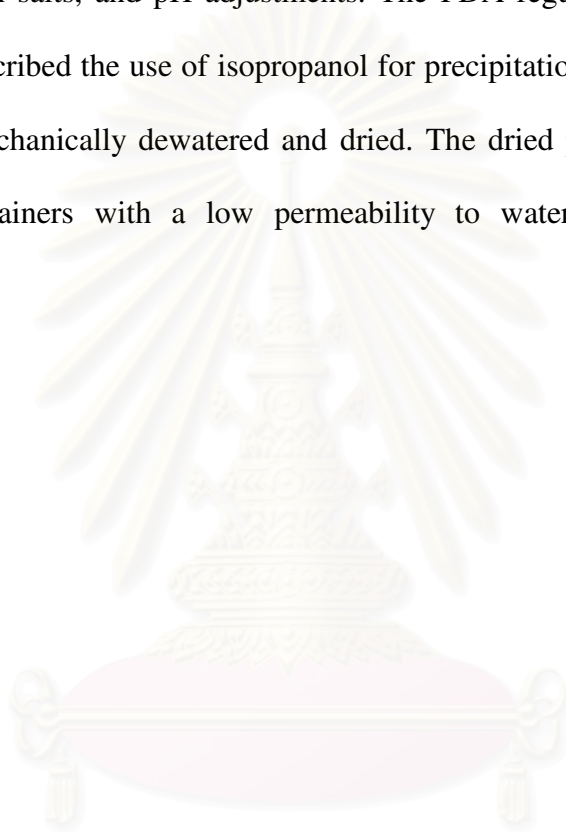 salts, and pH adjustments. The FDA
cribed the use of isopropanol for precipitatio
chanically dewatered and dried. The dried
ainers with a low permeability to water